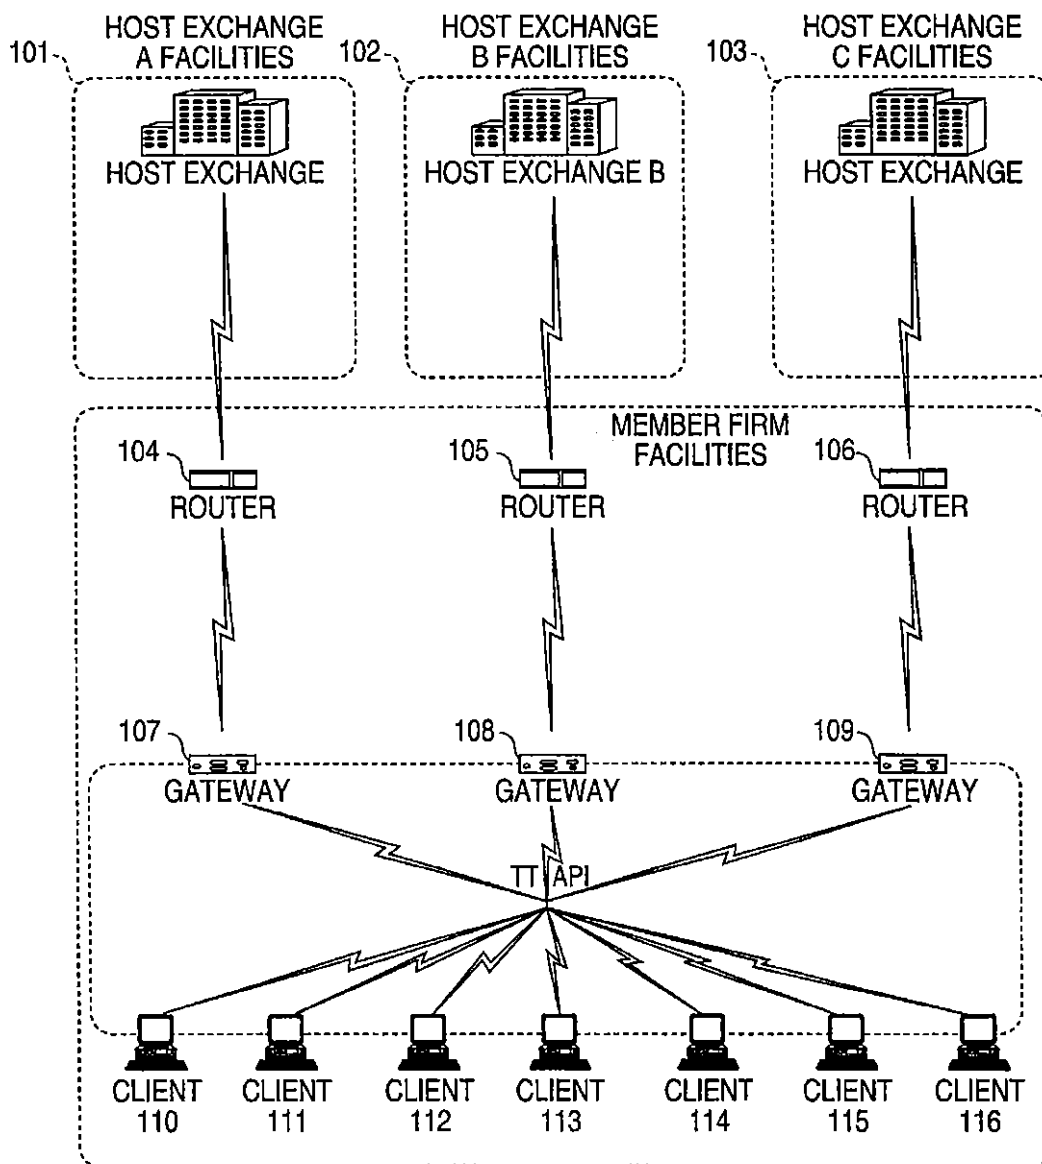 HOST EXCHANGE
A FACILITIES
HOST EXCHANGE
B FACILITIES
HOST EXCHANGE
C FACILITIES
101
102
103
HOST EXCHANGE
HOST EXCHANGE B
HOST EXCHANGE
MEMBER FIRM
FACILITIES
104
105
106
ROUTER
ROUTER
ROUTER
107
108
109
GATEWAY
GATEWAY
GATEWAY
TT API
CLIENT
110
CLIENT
111
CLIENT
112
CLIENT
113
CLIENT
114
CLIENT
115
CLIENT
116